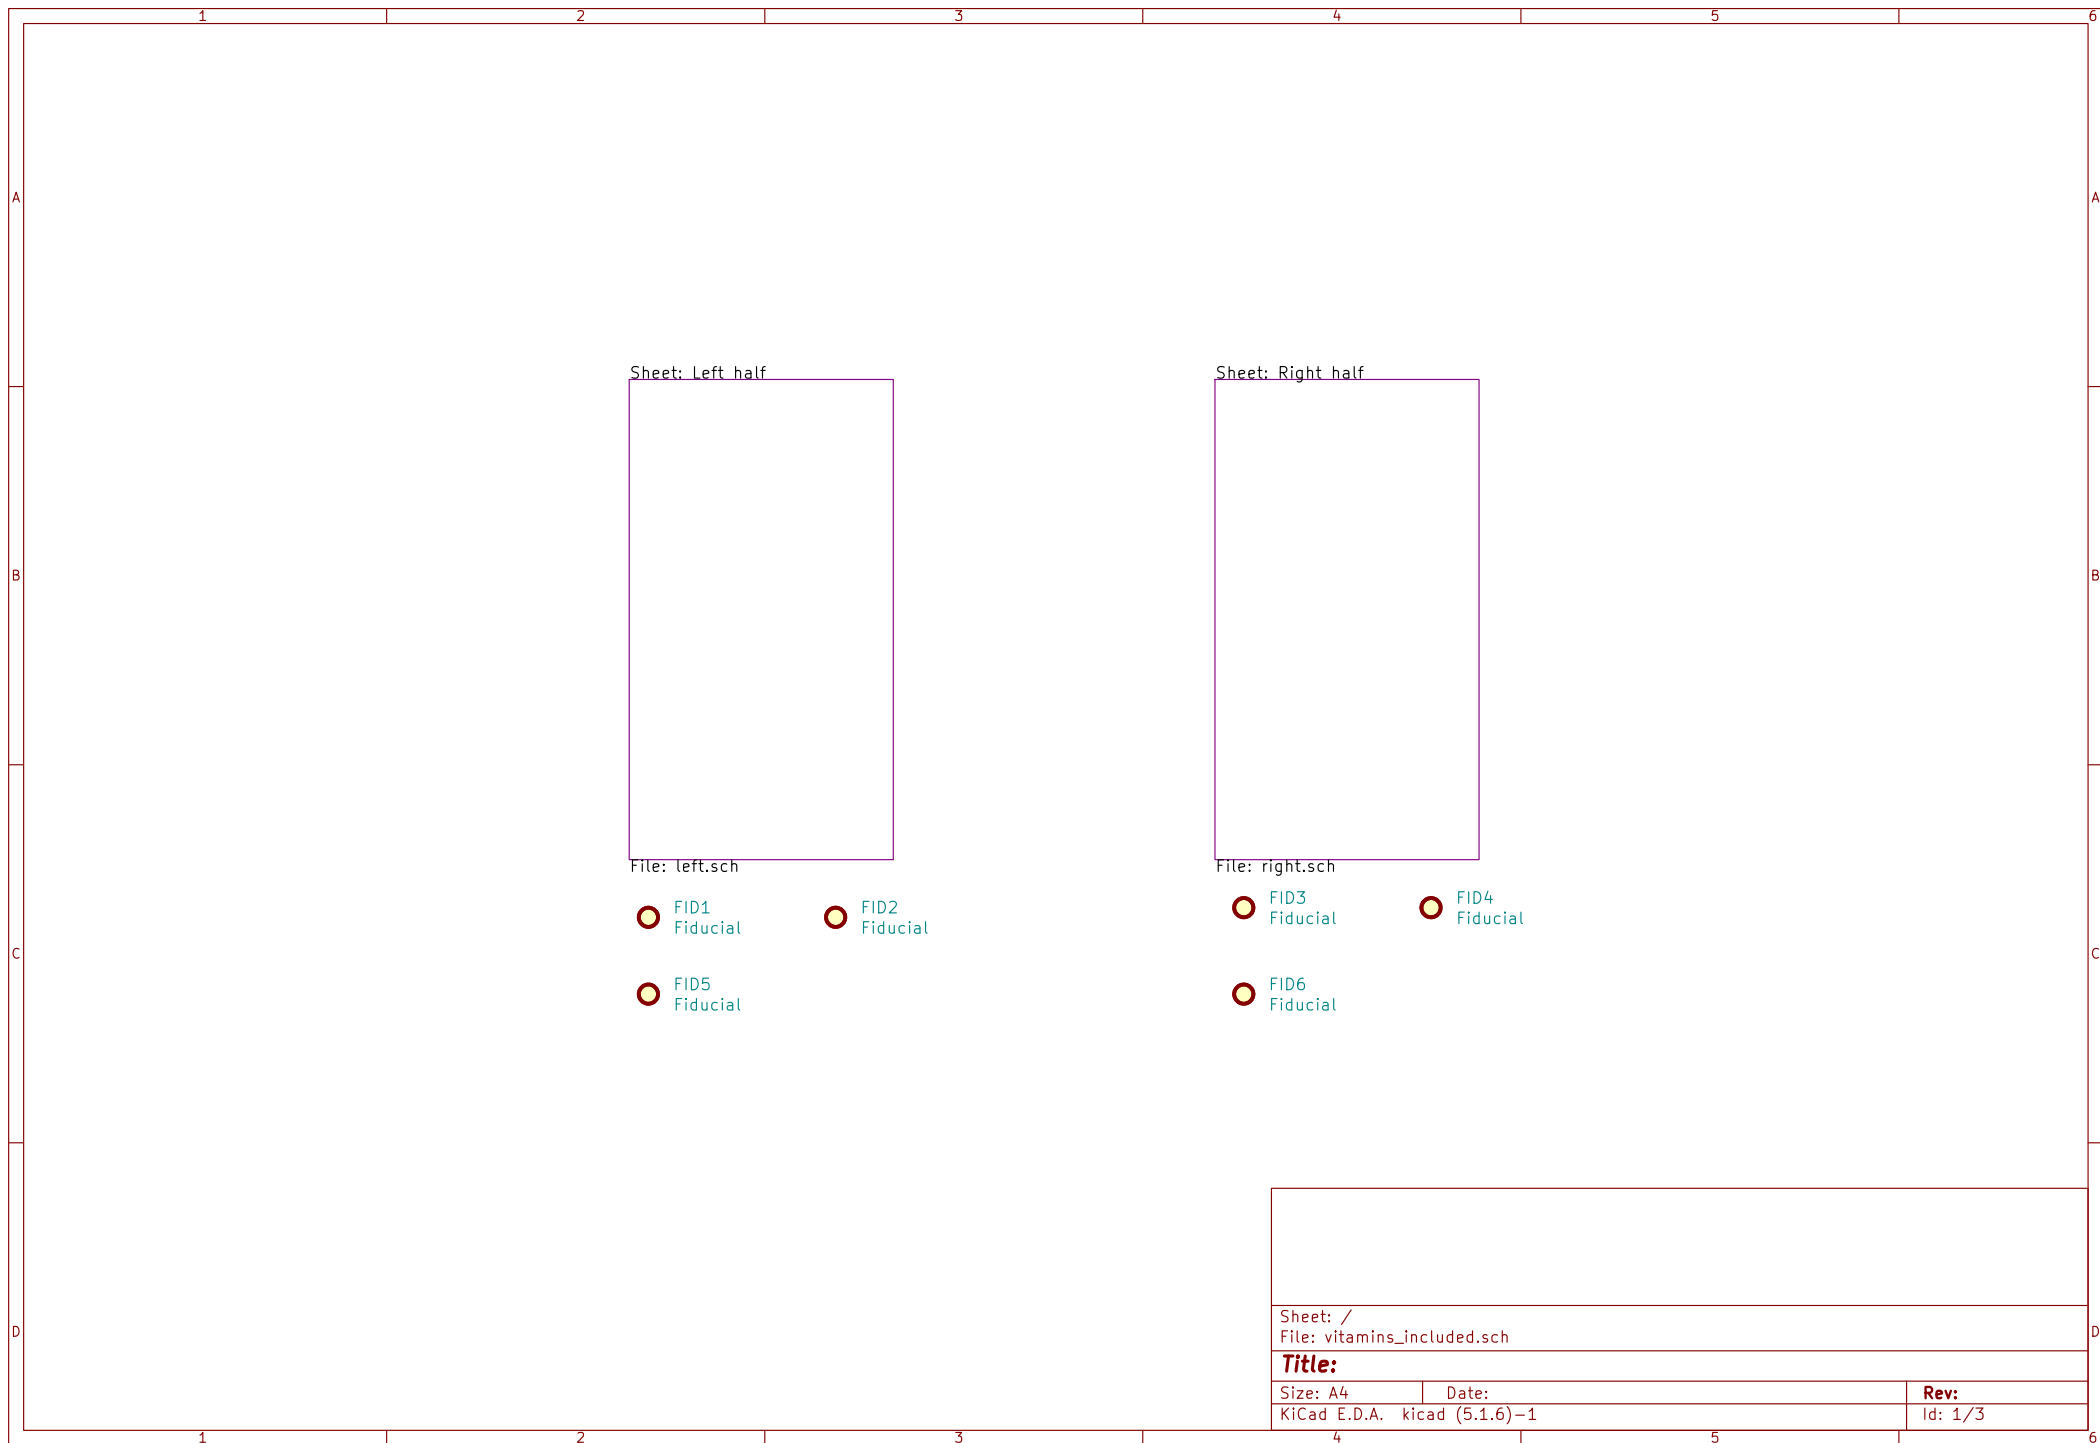 1 2 3 4 5 6
A A
Sheet: Left half
Sheet: Right half
B B
File: left.sch
File: right.sch
FID1
Fiducial
FID2
Fiducial
FID3
Fiducial
FID4
Fiducial
C C
FID5
Fiducial
FID6
Fiducial
Sheet: /
File: vitamins_included.sch
D D
Title:
Size: A4
Date:
Rev:
KiCad E.D.A. kicad (5.1.6)-1
Id: 1/3
1 2 3 4 5 6